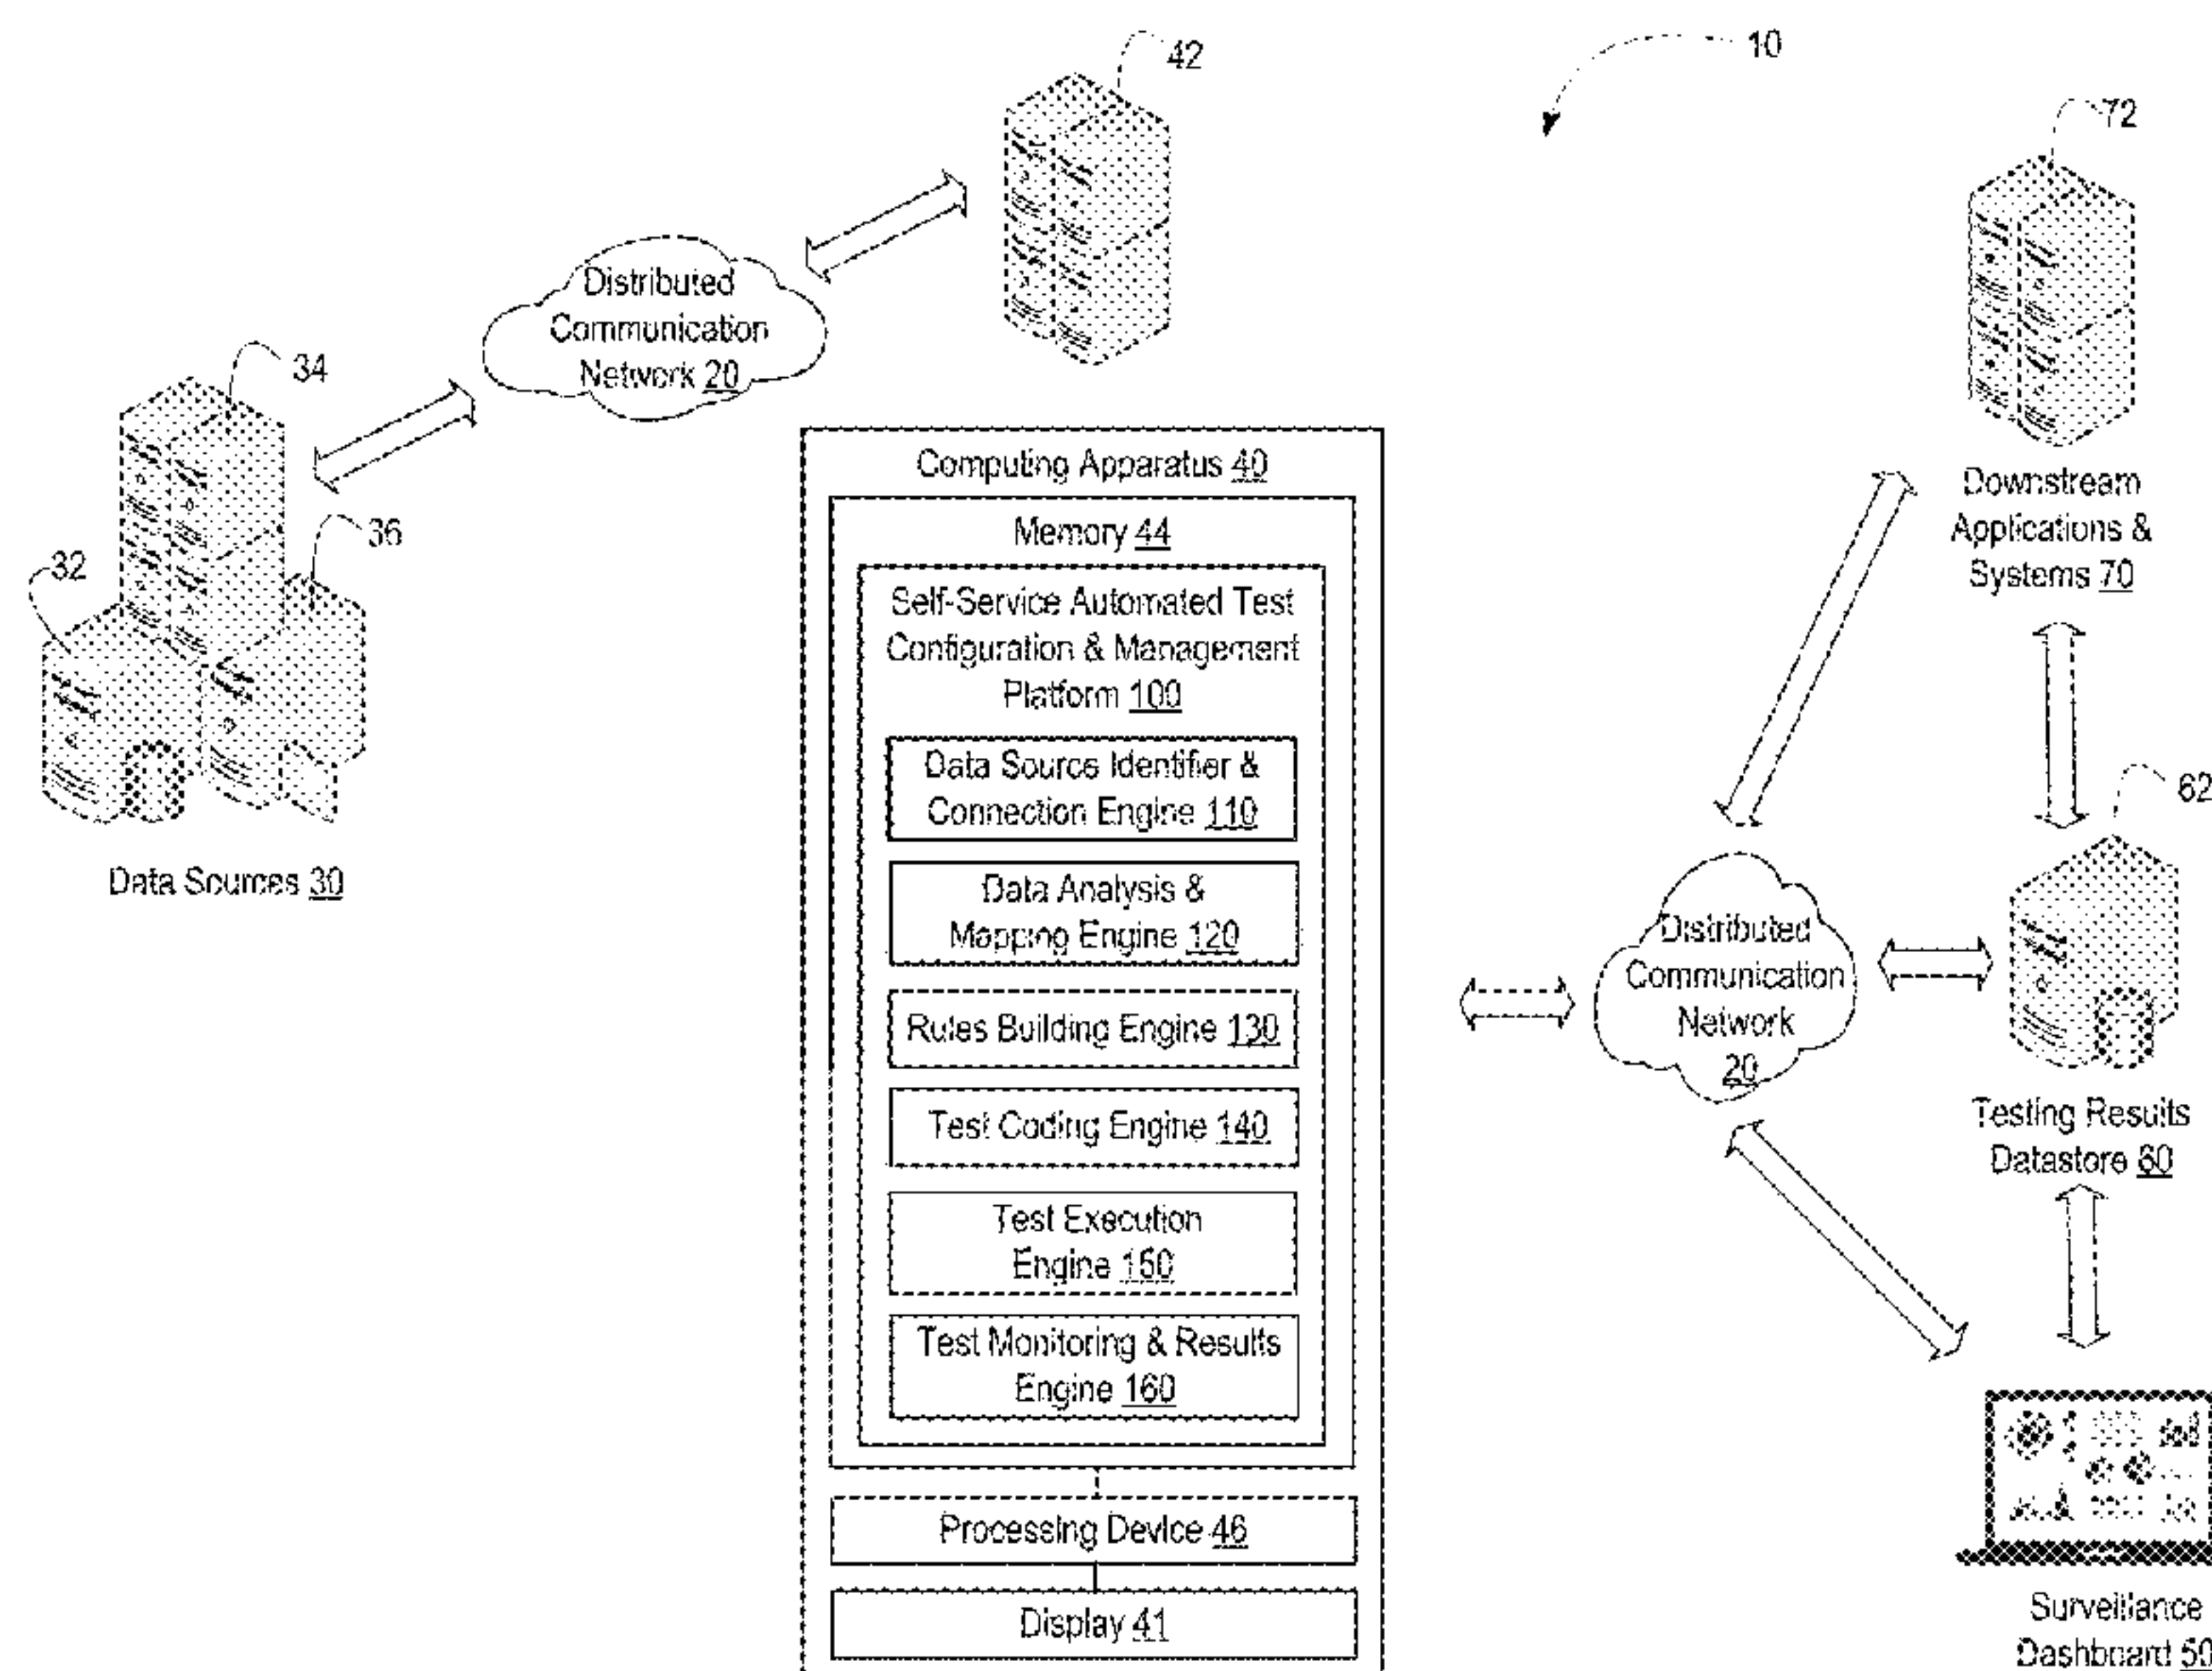 42
10
72
Distributed
Communication
Network 20
34
36
32
Data Sources 30
Computing Apparatus 40
Memory 44
Self-Service Automated Test
Configuration & Management
Platform 100
Data Source Identifier &
Connection Engine 110
Data Analysis &
Mapping Engine 120
Rules Building Engine 130
Test Coding Engine 140
Test Execution
Engine 150
Test Monitoring & Results
Engine 160
Processing Device 46
Display 41
Downstream
Applications &
Systems 70
62
Distributed
Communication
Network
20
Testing Results
Datastore 60
Surveillance
Dashboard 50